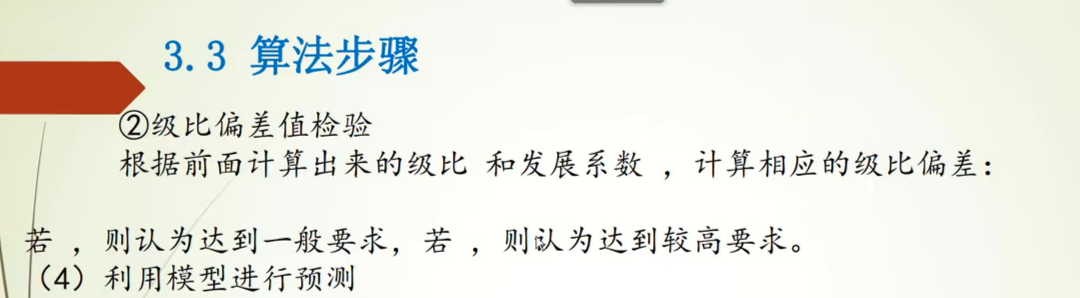 3.3 算法步骤
②级比偏差值检验
根据前面计算出来的级比 和发展系数 ，计算相应的级比偏差：
若 ，则认为达到一般要求，若 ，则认为达到较高要求。
（4）利用模型进行预测